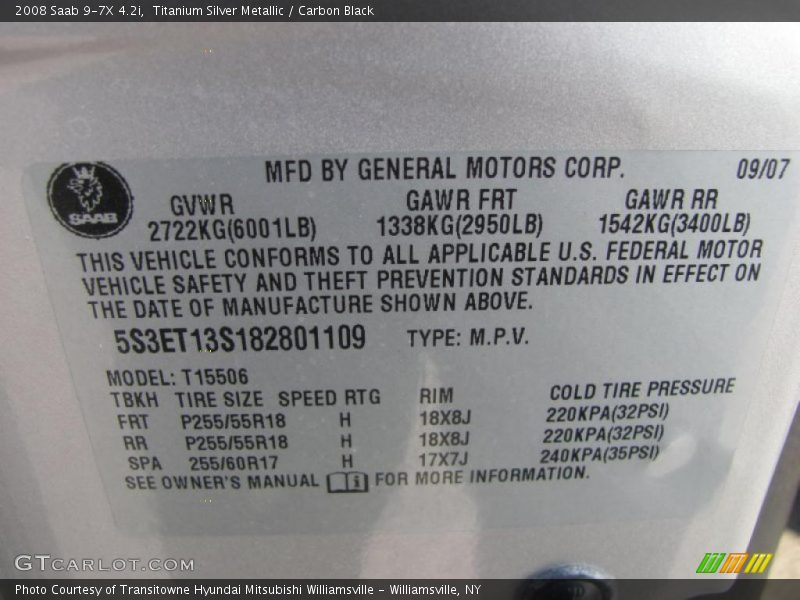 2008 Saab 9-7X 4.2i,  Titanium Silver Metallic / Carbon Black
MFD BY GENERAL MOTORS CORP. 09/07
SAAB
GVWR GAWR FRT GAWR RR
2722KG(6001LB) 1338KG(2950LB) 1542KG(3400LB)
THIS VEHICLE CONFORMS TO ALL APPLICABLE U.S. FEDERAL MOTOR
VEHICLE SAFETY AND THEFT PREVENTION STANDARDS IN EFFECT ON
THE DATE OF MANUFACTURE SHOWN ABOVE.
5S3ET13S182801109 TYPE: M.P.V.
MODEL: T15506
TBKH TIRE SIZE SPEED RTG RIM COLD TIRE PRESSURE
FRT P255/55R18 H 18X8J 220KPA(32PSI)
RR P255/55R18 H 18X8J 220KPA(32PSI)
SPA 255/60R17 H 17X7J 240KPA(35PSI)
SEE OWNER'S MANUAL i FOR MORE INFORMATION.
GTCARLOT.COM
Photo Courtesy of Transitowne Hyundai Mitsubishi Williamsville - Williamsville, NY